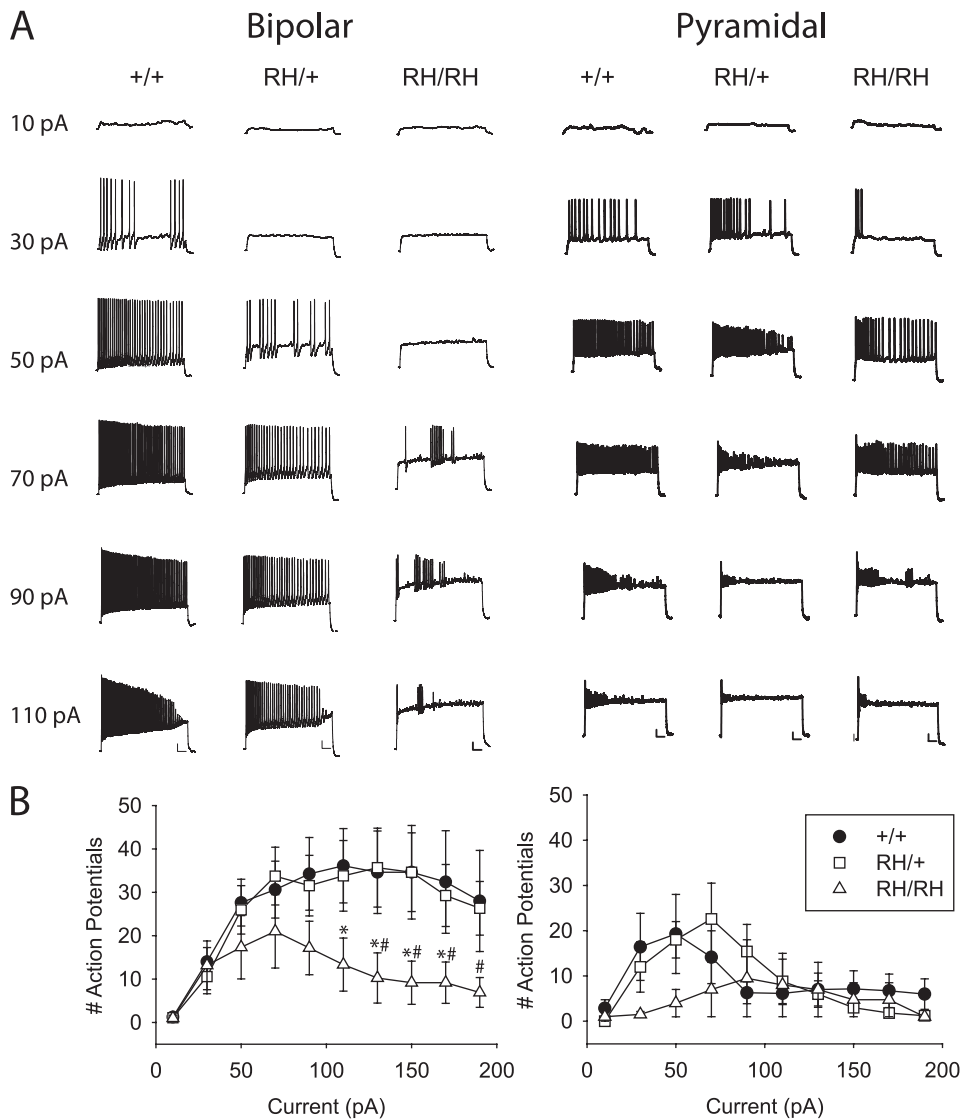 A
Bipolar
Pyramidal
+/+ RH/+ RH/RH +/+ RH/+ RH/RH
10 pA
30 pA
50 pA
70 pA
90 pA
110 pA
B
# Action Potentials
50
40
30
20
10
0
* *# *# *# #
0 50 100 150 200
Current (pA)
# Action Potentials
50
40
30
20
10
0
0 50 100 150 200
Current (pA)
+/+
RH/+
RH/RH